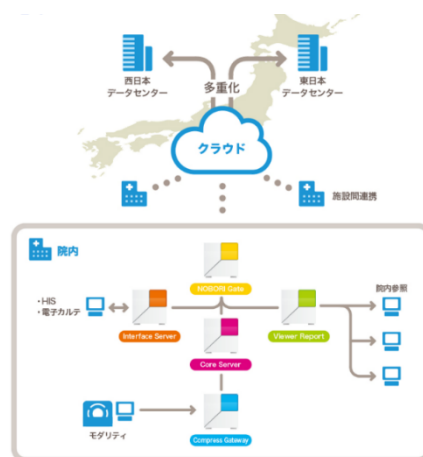 西日本
データセンター
東日本
データセンター
多重化
クラウド
施設間連携
院内
NOBORI Gate
・HIS
・電子カルテ
院内参照
Interface Server
Viewer Report
Core Server
モダリティ
Compress Gateway